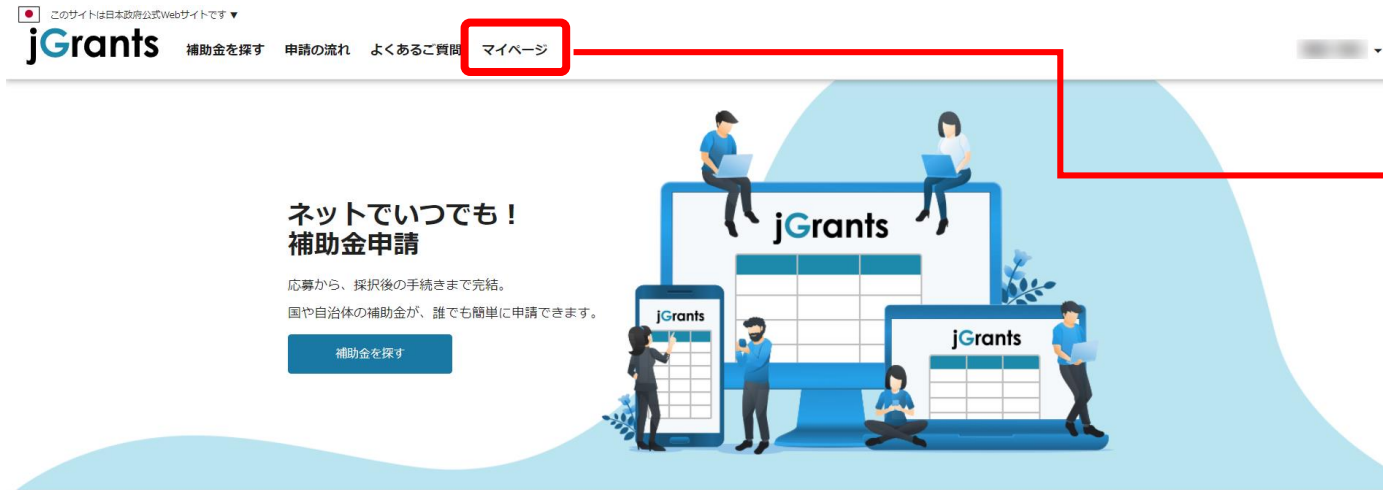 このサイトは日本政府公式Webサイトです ▼
jGrants 補助金を探す 申請の流れ よくあるご質問 マイページ
ネットでいつでも！
補助金申請
応募から、採択後の手続きまで完結。
国や自治体の補助金が、誰でも簡単に申請できます。
補助金を探す
jGrants
jGrants
jGrants